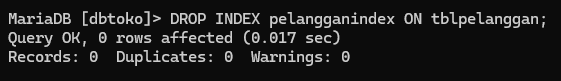 MariaDB [dbtoko]> DROP INDEX pelangganindex ON tblpelanggan;
Query OK, 0 rows affected (0.017 sec)
Records: 0  Duplicates: 0  Warnings: 0